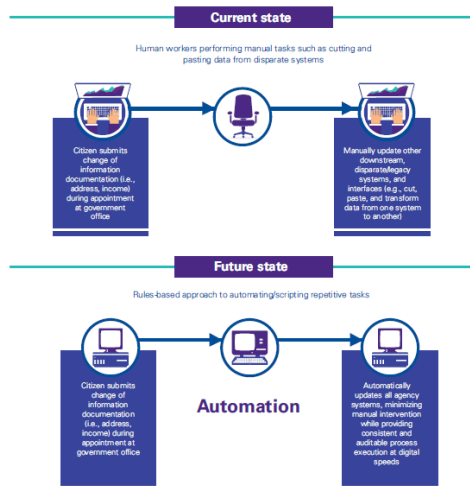 Current state
Human workers performing manual tasks such as cutting and
pasting data from disparate systems
Citizen submits
change of
information
documentation (i.e.,
address, income)
during appointment
at government
office
Manually update other
downstream,
disparate/legacy
systems, and
interfaces (e.g., cut,
paste, and transform
data from one system
to another)
Future state
Rules-based approach to automating/scripting repetitive tasks
Citizen submits
change of
information
documentation
(i.e., address,
income) during
appointment at
government office
Automation
Automatically
updates all agency
systems, minimizing
manual intervention
while providing
consistent and
auditable process
execution at digital
speeds